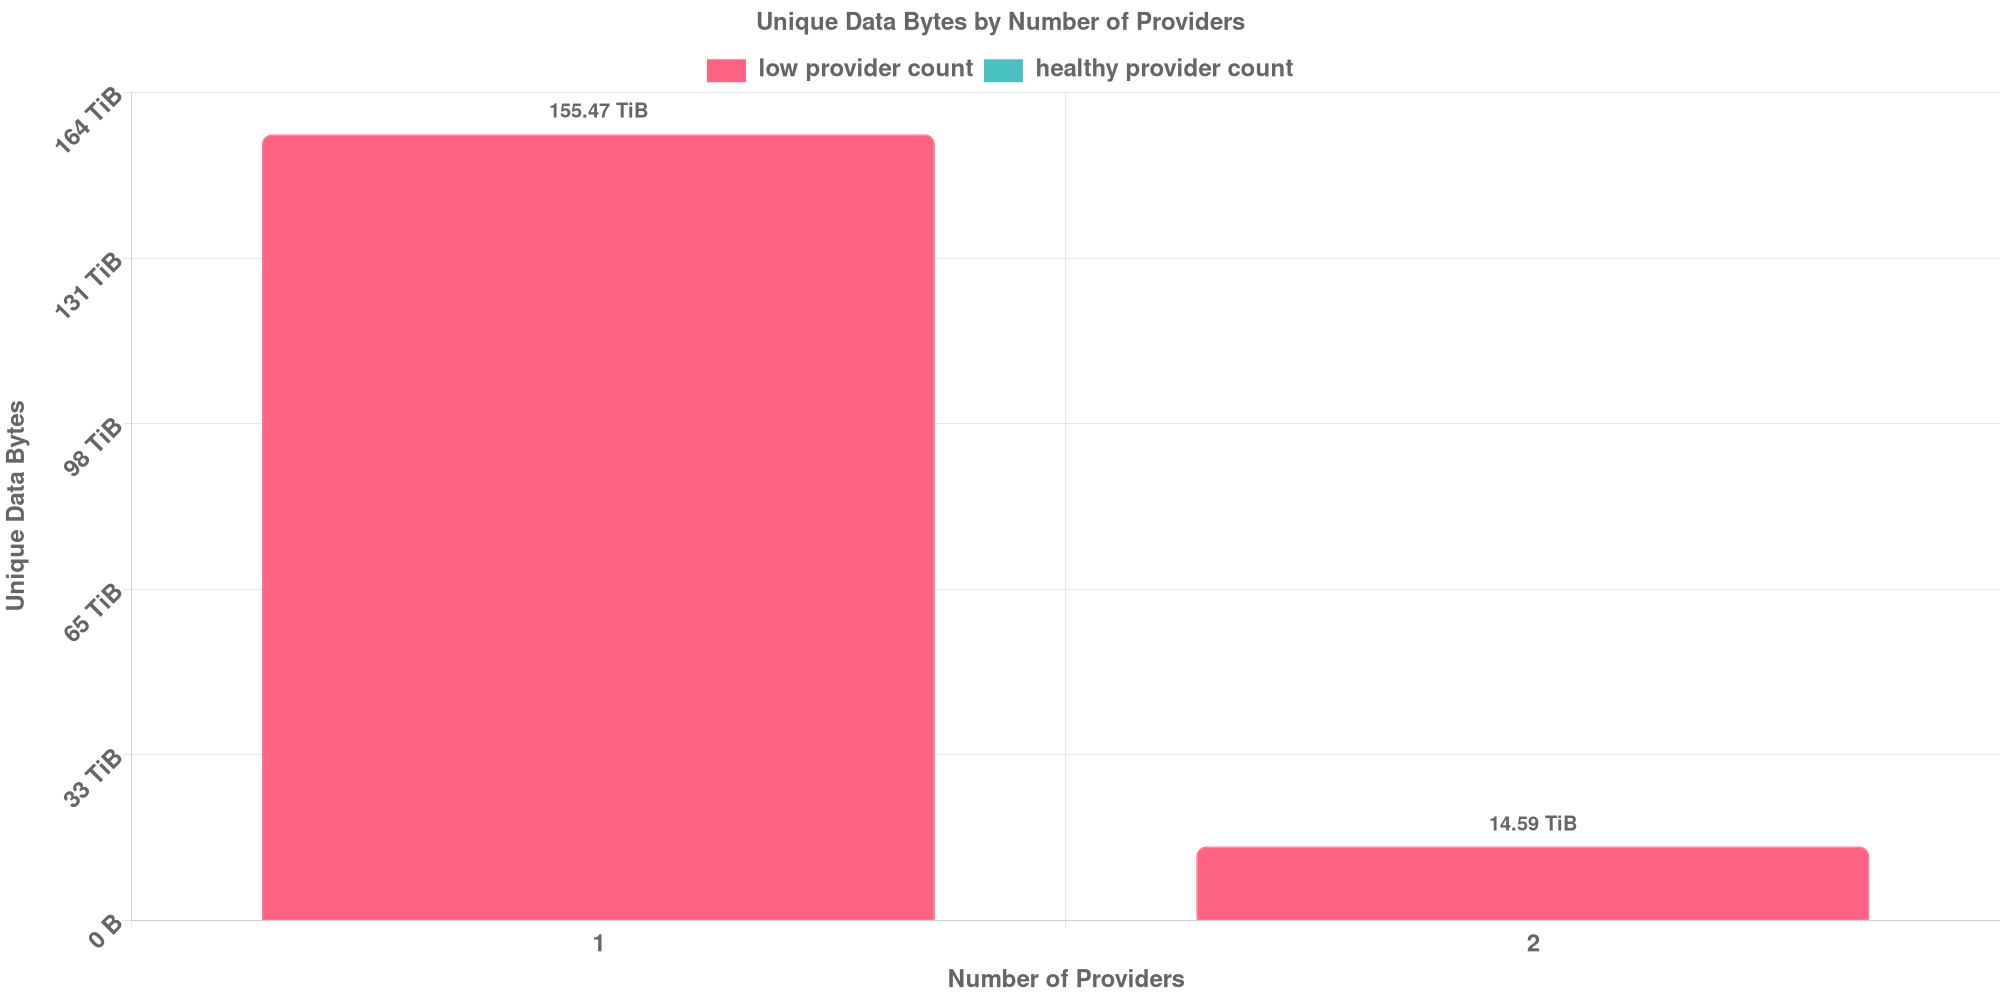 Unique Data Bytes by Number of Providers
low provider count healthy provider count
164 TiB
131 TiB
98 TiB
65 TiB
33 TiB
0 B
Unique Data Bytes
155.47 TiB
14.59 TiB
1
2
Number of Providers